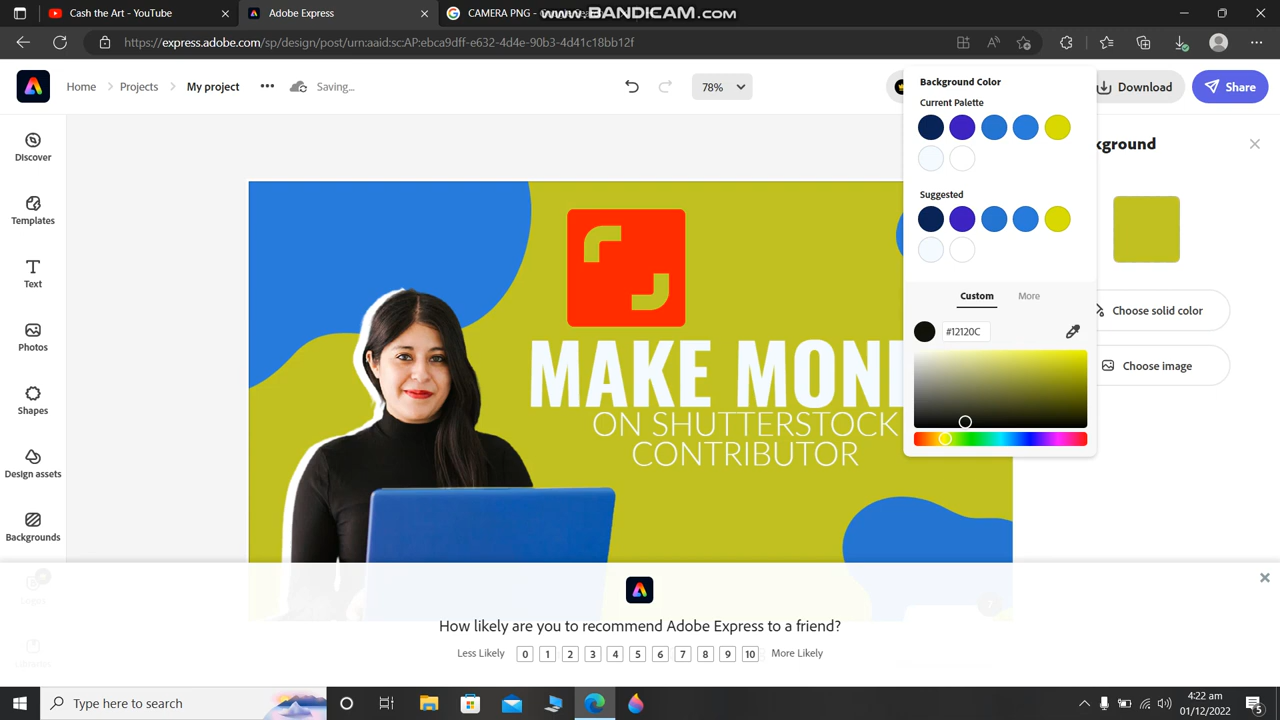 Cash the Art - YouTube
Adobe Express
CAMERA PNG -
www.BANDICAM.com
https://express.adobe.com/sp/design/post/urn:aaid:sc:AP:ebca9dff-e632-4d4e-90b3-4d41c18bb12f
Home
Projects
My project
Saving...
78%
Download
Share
Background Color
Current Palette
Suggested
Custom
More
#12120C
kground
Choose solid color
Choose image
Discover
Templates
Text
Photos
Shapes
Design assets
Backgrounds
MAKE MON
ON SHUTTERSTOCK
CONTRIBUTOR
How likely are you to recommend Adobe Express to a friend?
Less Likely 0 1 2 3 4 5 6 7 8 9 10 More Likely
Type here to search
4:22 am
01/12/2022
5